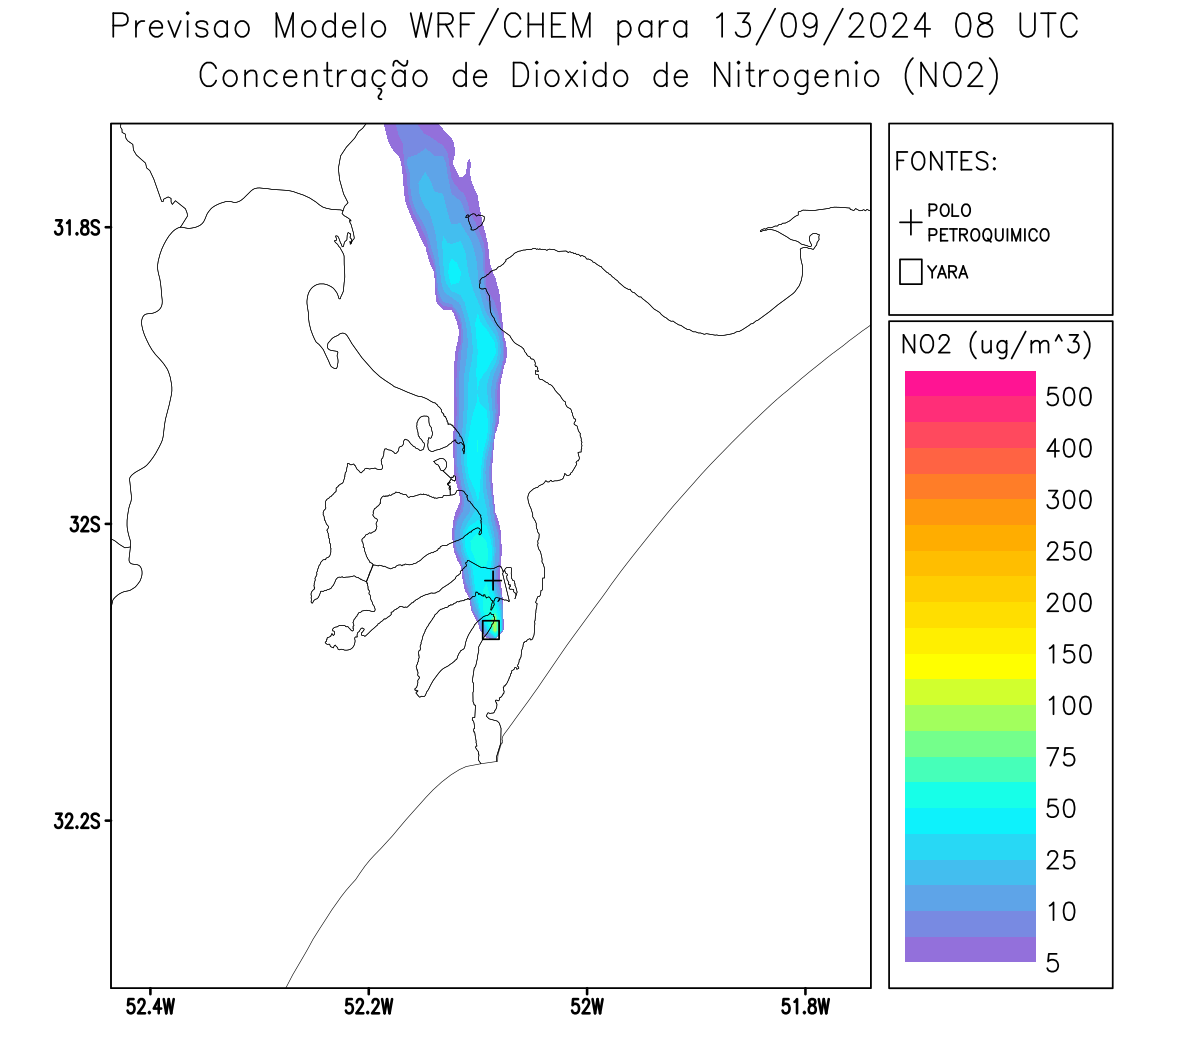 Previsao Modelo WRF/CHEM para 13/09/2024 08 UTC
Concentração de Dioxido de Nitrogenio (NO2)
FONTES:
POLO
PETROQUIMICO
YARA
NO2 (ug/m^3)
500
400
300
250
200
150
100
75
50
25
10
5
31.8S
32S
32.2S
52.4W
52.2W
52W
51.8W